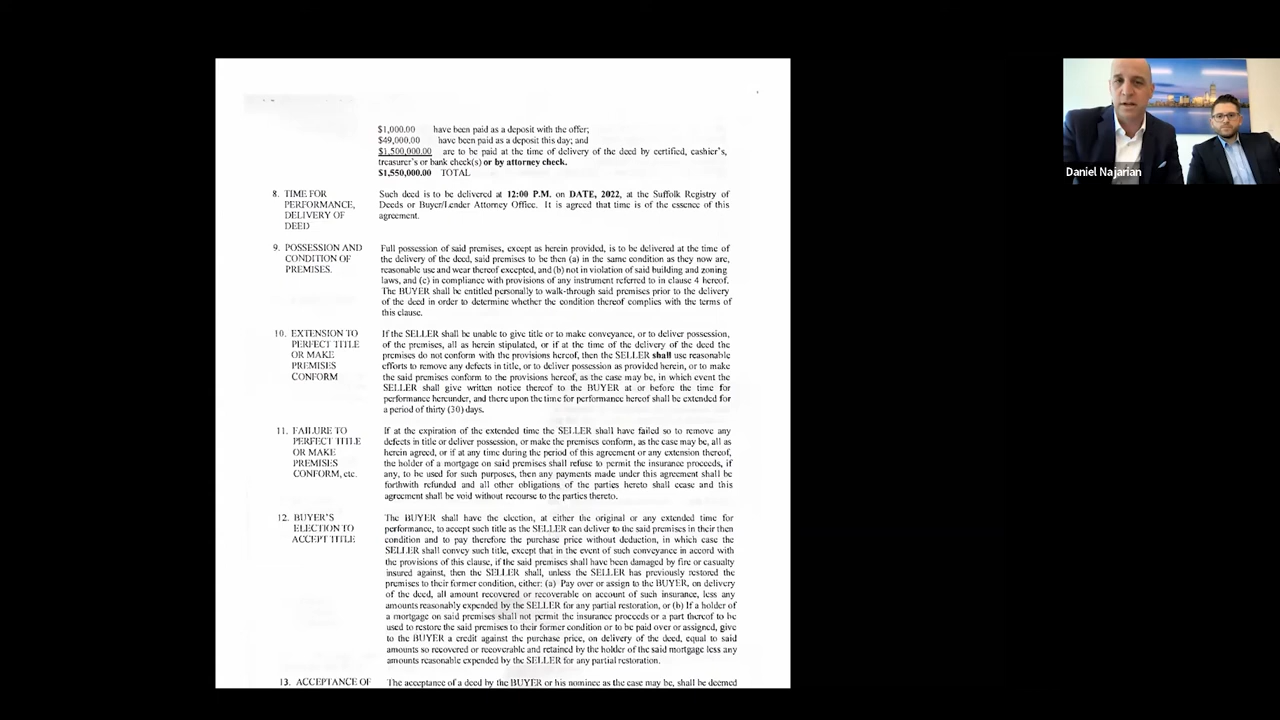 $1,000.00 have been paid as a deposit with the offer;
$49,000.00 have been paid as a deposit this day; and
$1,500,000.00 are to be paid at the time of delivery of the deed by certified, cashier's,
treasurer's or bank check(s) or by attorney check.
$1,550,000.00 TOTAL
8. TIME FOR PERFORMANCE, DELIVERY OF DEED
Such deed is to be delivered at 12:00 P.M. on DATE, 2022, at the Suffolk Registry of
Deeds or Buyer/Lender Attorney Office. It is agreed that time is of the essence of this
agreement.
9. POSSESSION AND CONDITION OF PREMISES.
Full possession of said premises, except as herein provided, is to be delivered at the time of
the delivery of the deed, said premises to be then (a) in the same condition as they now are,
reasonable use and wear thereof excepted, and (b) not in violation of said building and zoning
laws, and (c) in compliance with provisions of any instrument referred to in clause 4 hereof.
The BUYER shall be entitled personally to walk-through said premises prior to the delivery
of the deed in order to determine whether the condition thereof complies with the terms of
this clause.
10. EXTENSION TO PERFECT TITLE OR MAKE PREMISES CONFORM
If the SELLER shall be unable to give title or to make conveyance, or to deliver possession,
of the premises, all as herein stipulated, or if at the time of the delivery of the deed the
premises do not conform with the provisions hereof, then the SELLER shall use reasonable
efforts to remove any defects in title, or to deliver possession as provided herein, or to make
the said premises conform to the provisions hereof, as the case may be, in which event the
SELLER shall give written notice thereof to the BUYER at or before the time for
performance hereunder, and there upon the time for performance hereof shall be extended for
a period of thirty (30) days.
11. FAILURE TO PERFECT TITLE OR MAKE PREMISES CONFORM, etc.
If at the expiration of the extended time the SELLER shall have failed so to remove any
defects in title or deliver possession, or make the premises conform, as the case may be, all as
herein agreed, or if at any time during the period of this agreement or any extension thereof,
the holder of a mortgage on said premises shall refuse to permit the insurance proceeds, if
any, to be used for such purposes, then any payments made under this agreement shall be
forthwith refunded and all other obligations of the parties hereto shall cease and this
agreement shall be void without recourse to the parties thereto.
12. BUYER'S ELECTION TO ACCEPT TITLE
The BUYER shall have the election, at either the original or any extended time for
performance, to accept such title as the SELLER can deliver to the said premises in their then
condition and to pay therefore the purchase price without deduction, in which case the
SELLER shall convey such title, except that in the event of such conveyance in accord with
the provisions of this clause, if the said premises shall have been damaged by fire or casualty
insured against, then the SELLER shall, unless the SELLER has previously restored the
premises to their former condition, either: (a) Pay over or assign to the BUYER, on delivery
of the deed, all amount recovered or recoverable on account of such insurance, less any
amounts reasonably expended by the SELLER for any partial restoration, or (b) If a holder of
a mortgage on said premises shall not permit the insurance proceeds or a part thereof to be
used to restore the said premises to their former condition or to be paid over or assigned, give
to the BUYER a credit against the purchase price, on delivery of the deed, equal to said
amounts so recovered or recoverable and retained by the holder of the said mortgage less any
amounts reasonable expended by the SELLER for any partial restoration.
13. ACCEPTANCE OF
The acceptance of a deed by the BUYER or his nominee as the case may be, shall be deemed
Daniel Najarian